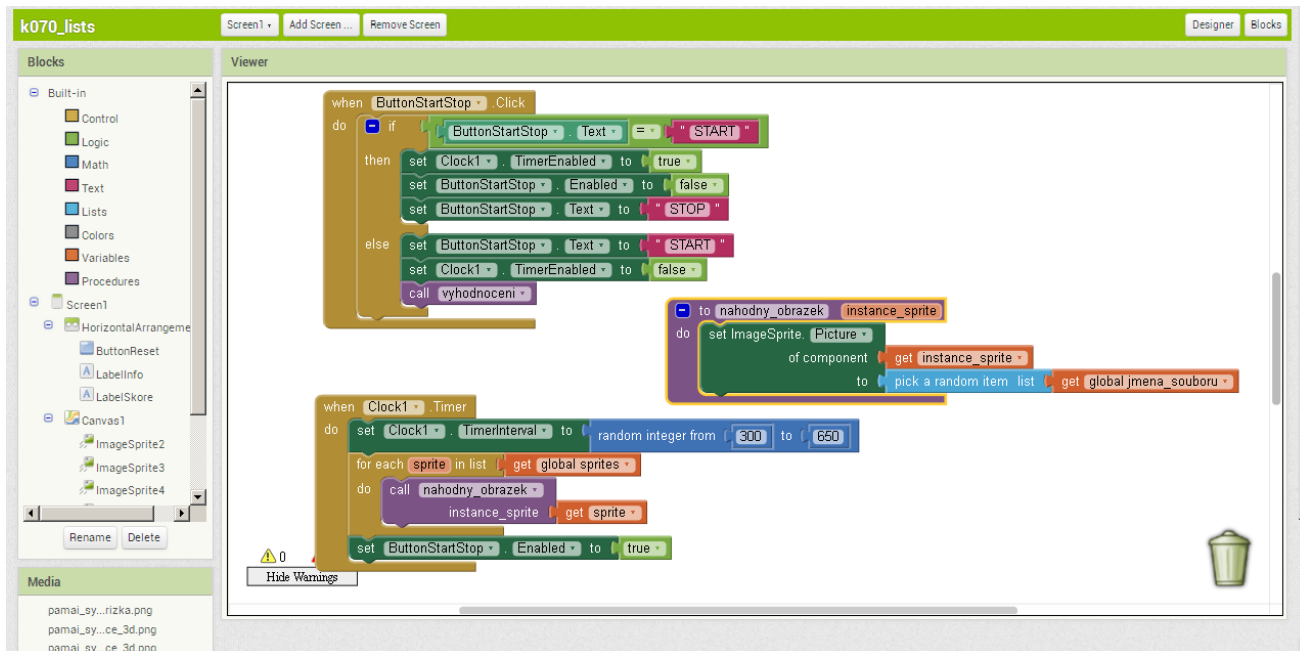 k070_lists
Screen1
Add Screen ...
Remove Screen
Designer
Blocks
Blocks
Viewer
Built-in
Control
Logic
Math
Text
Lists
Colors
Variables
Procedures
Screen1
HorizontalArrangeme
ButtonReset
LabelInfo
LabelSkore
Canvas1
ImageSprite2
ImageSprite3
ImageSprite4
Rename
Delete
Media
pamai_sy...rizka.png
pamai_sy...ce_3d.png
pamai_sy...ce_3d.png
when ButtonStartStop .Click
do if ButtonStartStop . Text = " START "
then set Clock1 . TimerEnabled to true
set ButtonStartStop . Enabled to false
set ButtonStartStop . Text to " STOP "
else set ButtonStartStop . Text to " START "
set Clock1 . TimerEnabled to false
call vyhodnoceni
to nahodny_obrazek instance_sprite
do set ImageSprite. Picture
of component get instance_sprite
to pick a random item list get global jmena_souboru
when Clock1 .Timer
do set Clock1 . TimerInterval to random integer from 300 to 650
for each sprite in list get global sprites
do call nahodny_obrazek
instance_sprite get sprite
set ButtonStartStop . Enabled to true
0
Hide Warnings